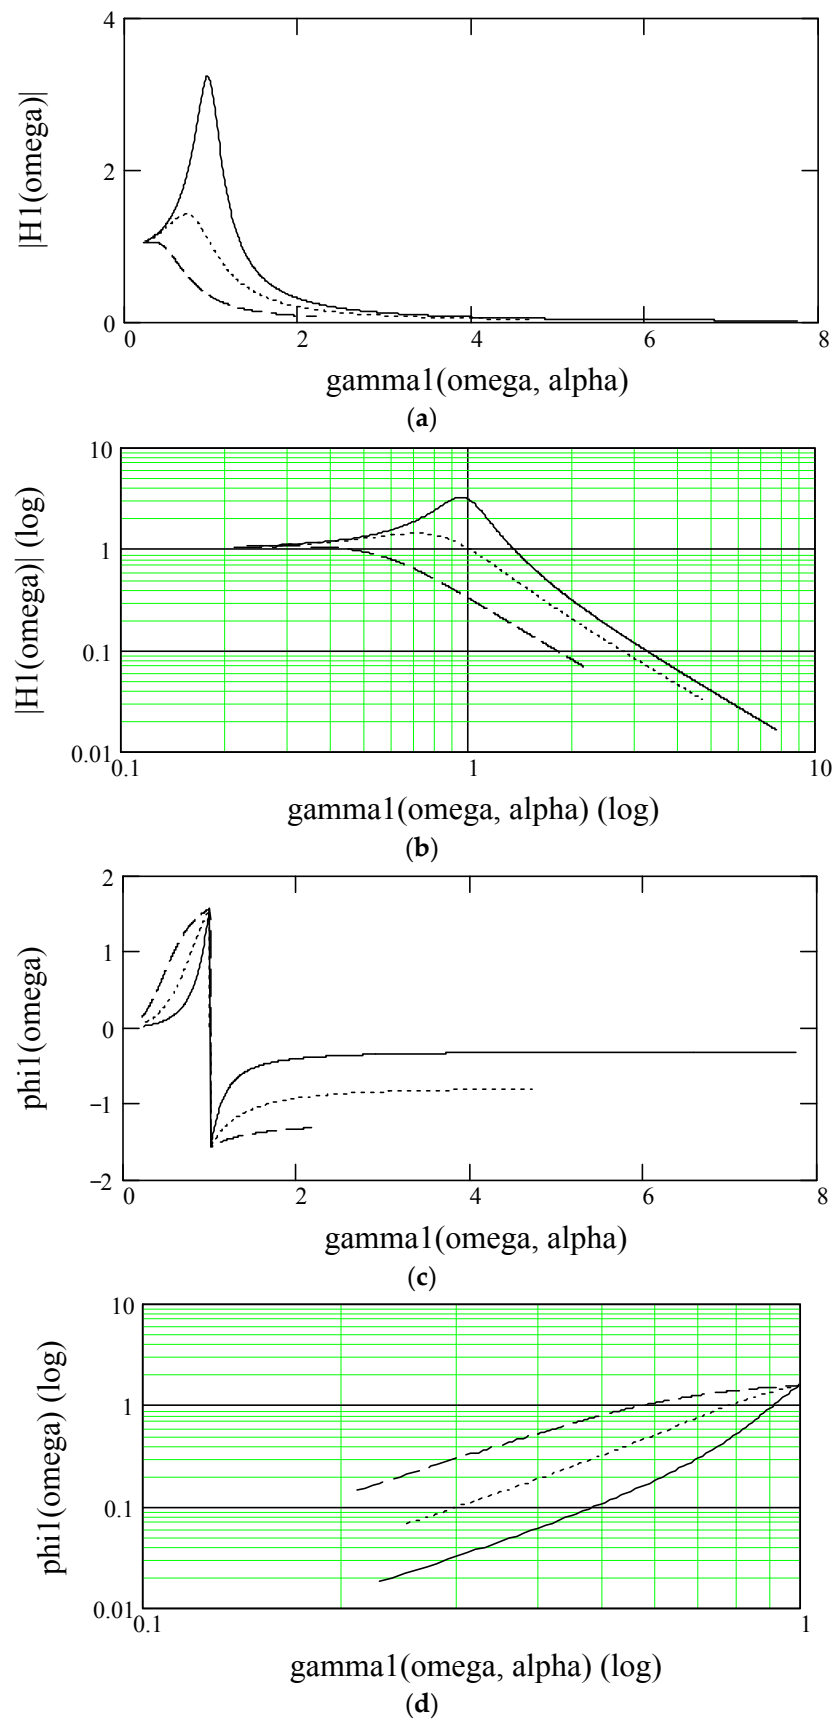 4
|H1(omega)|
2
0
0 2 4 6 8
gamma1(omega, alpha)
(a)
10
|H1(omega)| (log)
1
0.1
0.01
0.1 1 10
gamma1(omega, alpha) (log)
(b)
2
1
phi1(omega)
0
−1
−2
0 2 4 6 8
gamma1(omega, alpha)
(c)
10
phi1(omega) (log)
1
0.1
0.01
0.1 1
gamma1(omega, alpha) (log)
(d)